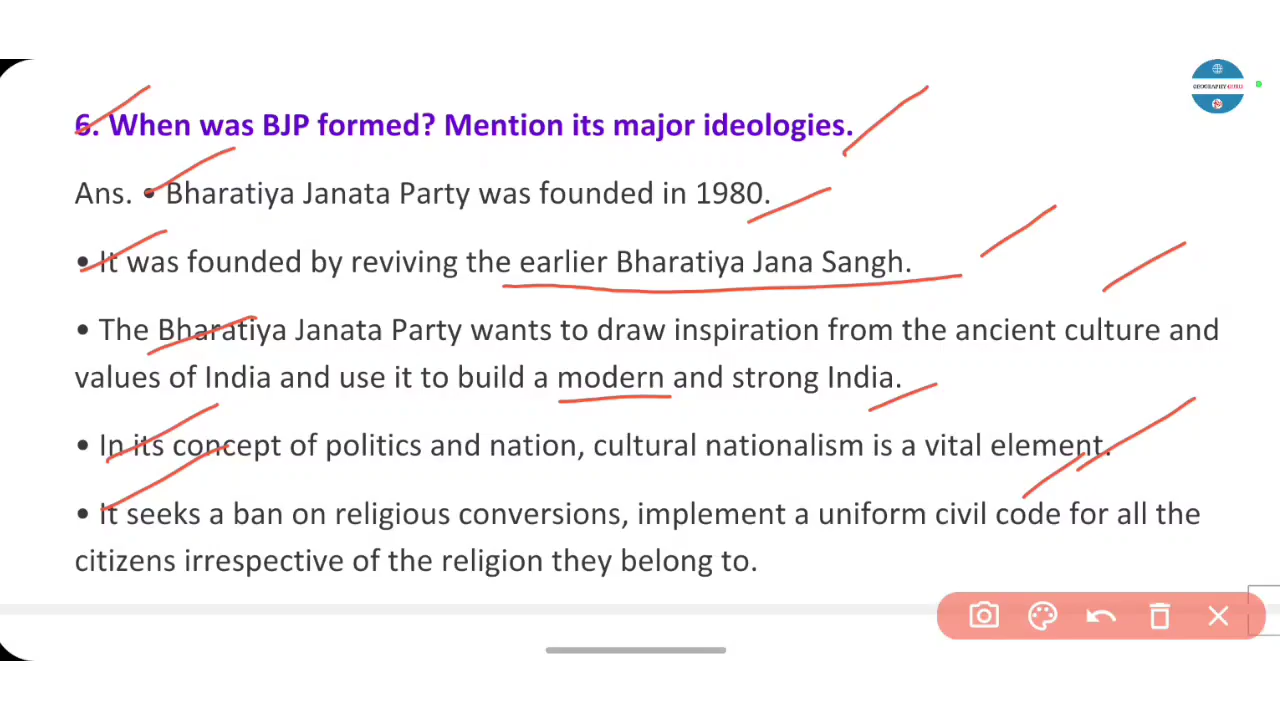 GEOGRAPHY GURU
6. When was BJP formed? Mention its major ideologies.
Ans. • Bharatiya Janata Party was founded in 1980.
• It was founded by reviving the earlier Bharatiya Jana Sangh.
• The Bharatiya Janata Party wants to draw inspiration from the ancient culture and
values of India and use it to build a modern and strong India.
• In its concept of politics and nation, cultural nationalism is a vital element.
• It seeks a ban on religious conversions, implement a uniform civil code for all the
citizens irrespective of the religion they belong to.